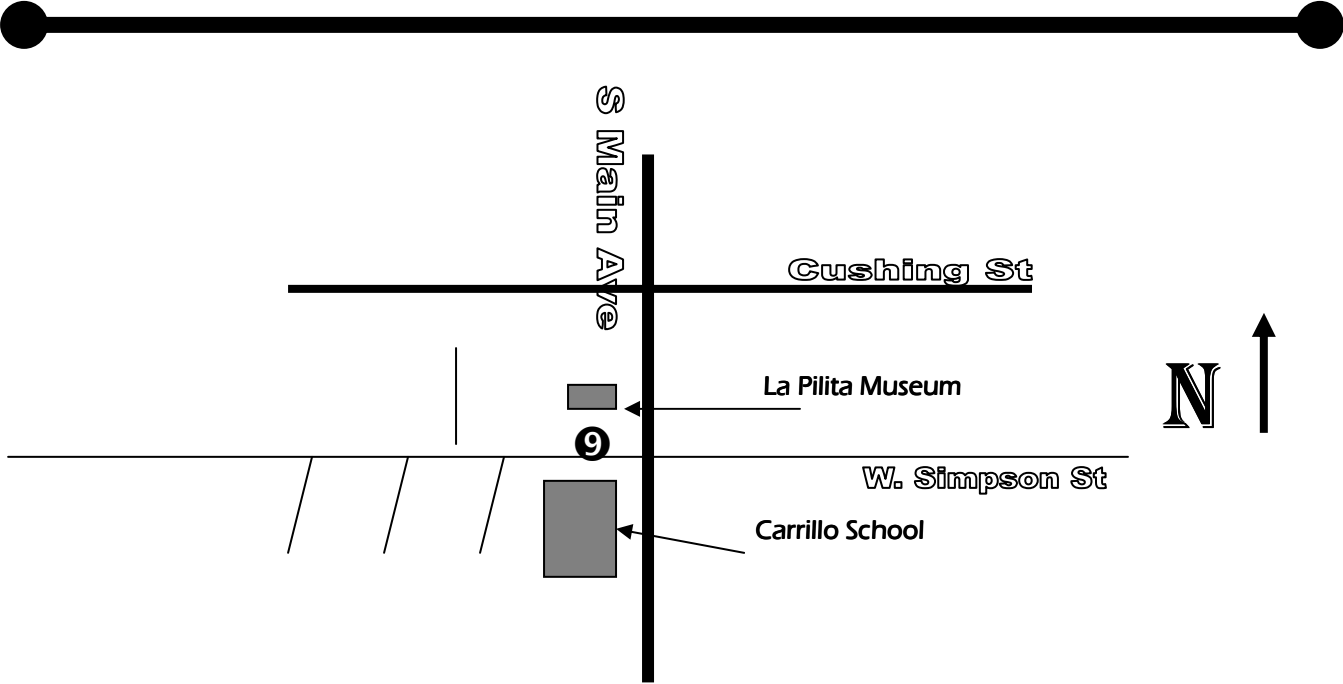 S Main Ave
Cushing St
La Pilita Museum
N
9
W. Simpson St
Carrillo School